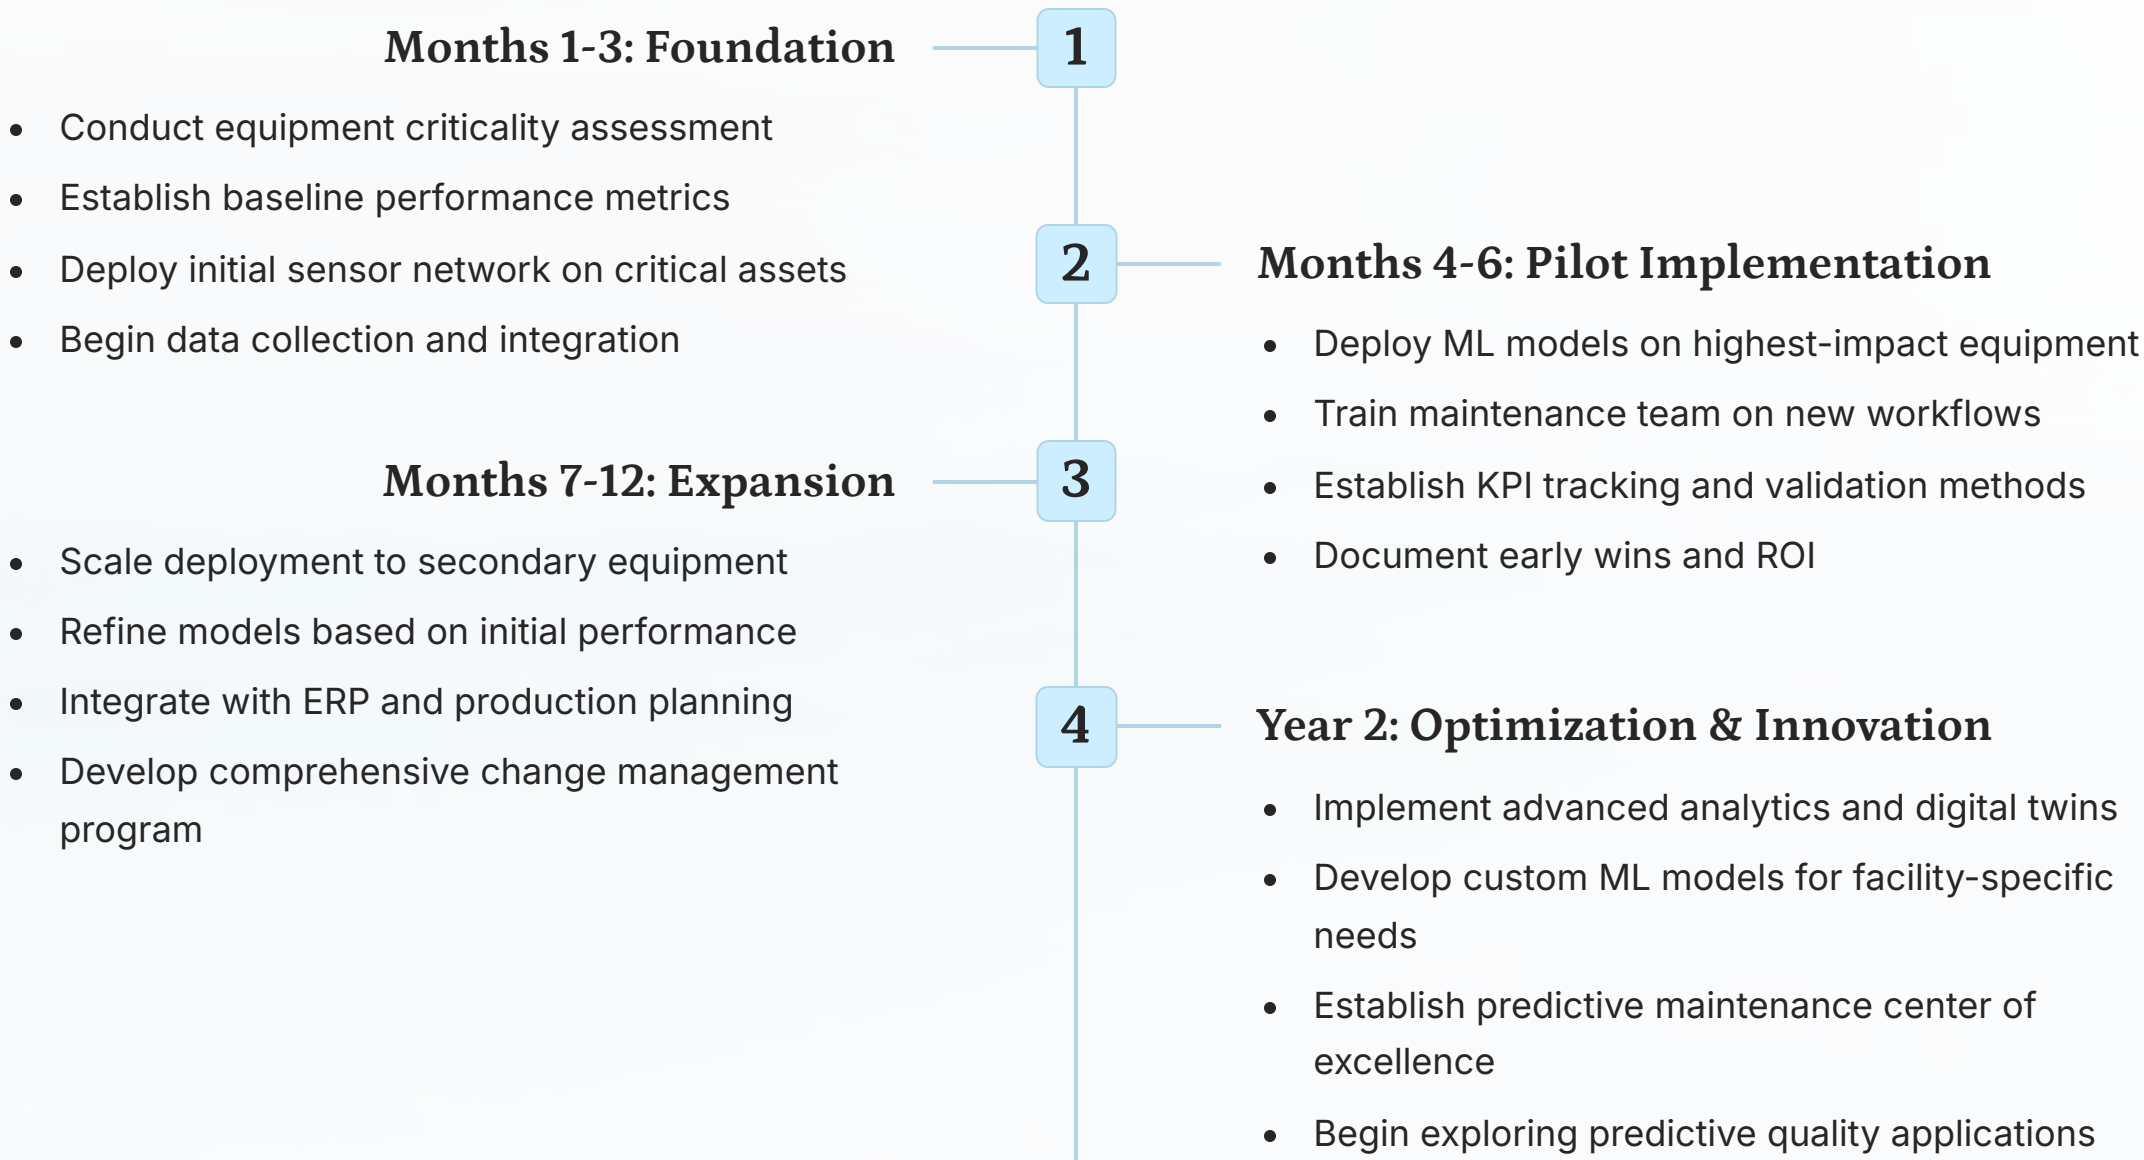 1
Months 1-3: Foundation
• Conduct equipment criticality assessment
• Establish baseline performance metrics
• Deploy initial sensor network on critical assets
• Begin data collection and integration
2
Months 4-6: Pilot Implementation
• Deploy ML models on highest-impact equipment
• Train maintenance team on new workflows
• Establish KPI tracking and validation methods
• Document early wins and ROI
3
Months 7-12: Expansion
• Scale deployment to secondary equipment
• Refine models based on initial performance
• Integrate with ERP and production planning
• Develop comprehensive change management
program
4
Year 2: Optimization & Innovation
• Implement advanced analytics and digital twins
• Develop custom ML models for facility-specific
needs
• Establish predictive maintenance center of
excellence
• Begin exploring predictive quality applications